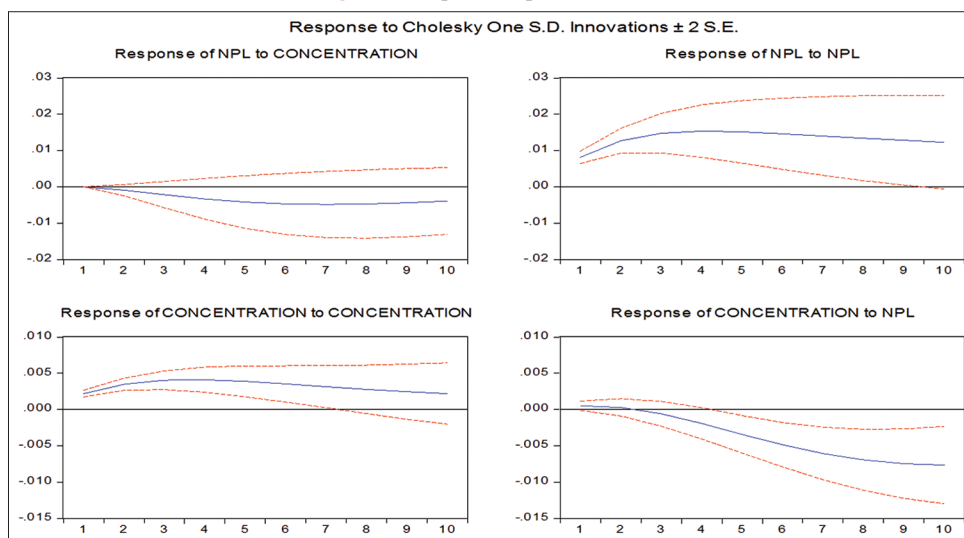 Response to Cholesky One S.D. Innovations ± 2 S.E.
Response of NPL to CONCENTRATION
.03
.02
.01
.00
-.01
-.02
1 2 3 4 5 6 7 8 9 10
Response of NPL to NPL
.03
.02
.01
.00
-.01
-.02
1 2 3 4 5 6 7 8 9 10
Response of CONCENTRATION to CONCENTRATION
.010
.005
.000
-.005
-.010
-.015
1 2 3 4 5 6 7 8 9 10
Response of CONCENTRATION to NPL
.010
.005
.000
-.005
-.010
-.015
1 2 3 4 5 6 7 8 9 10